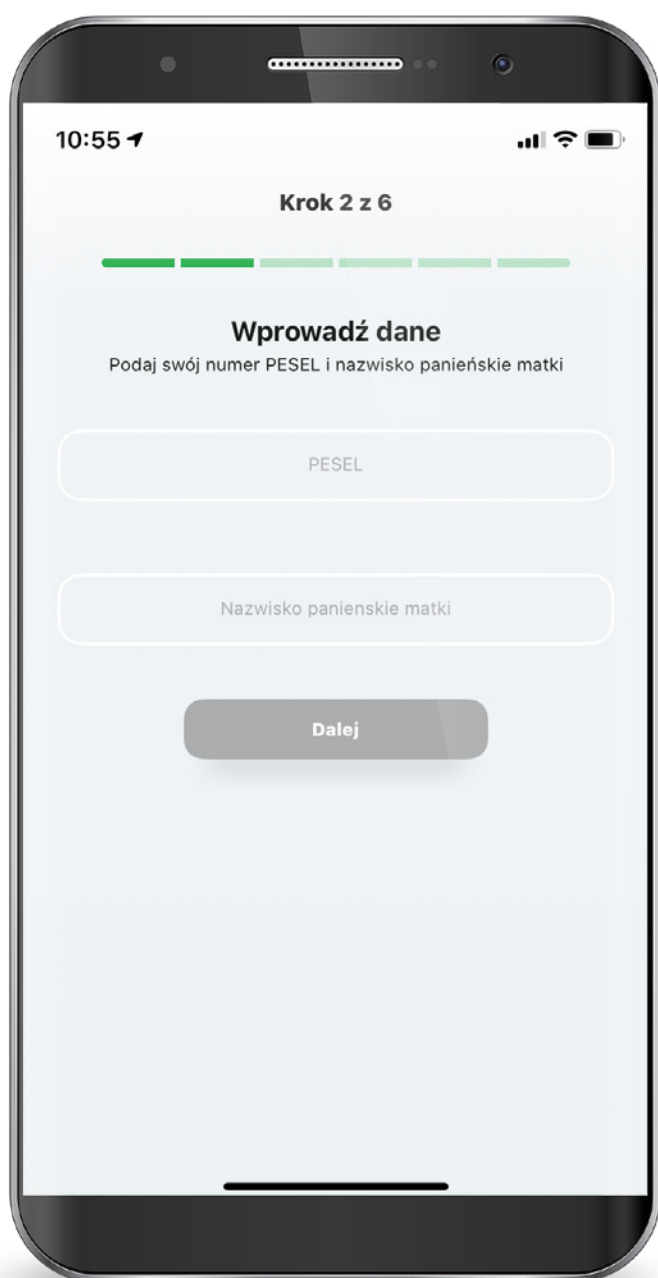 10:55
Krok 2 z 6
Wprowadź dane
Podaj swój numer PESEL i nazwisko panieńskie matki
PESEL
Nazwisko panienskie matki
Dalej